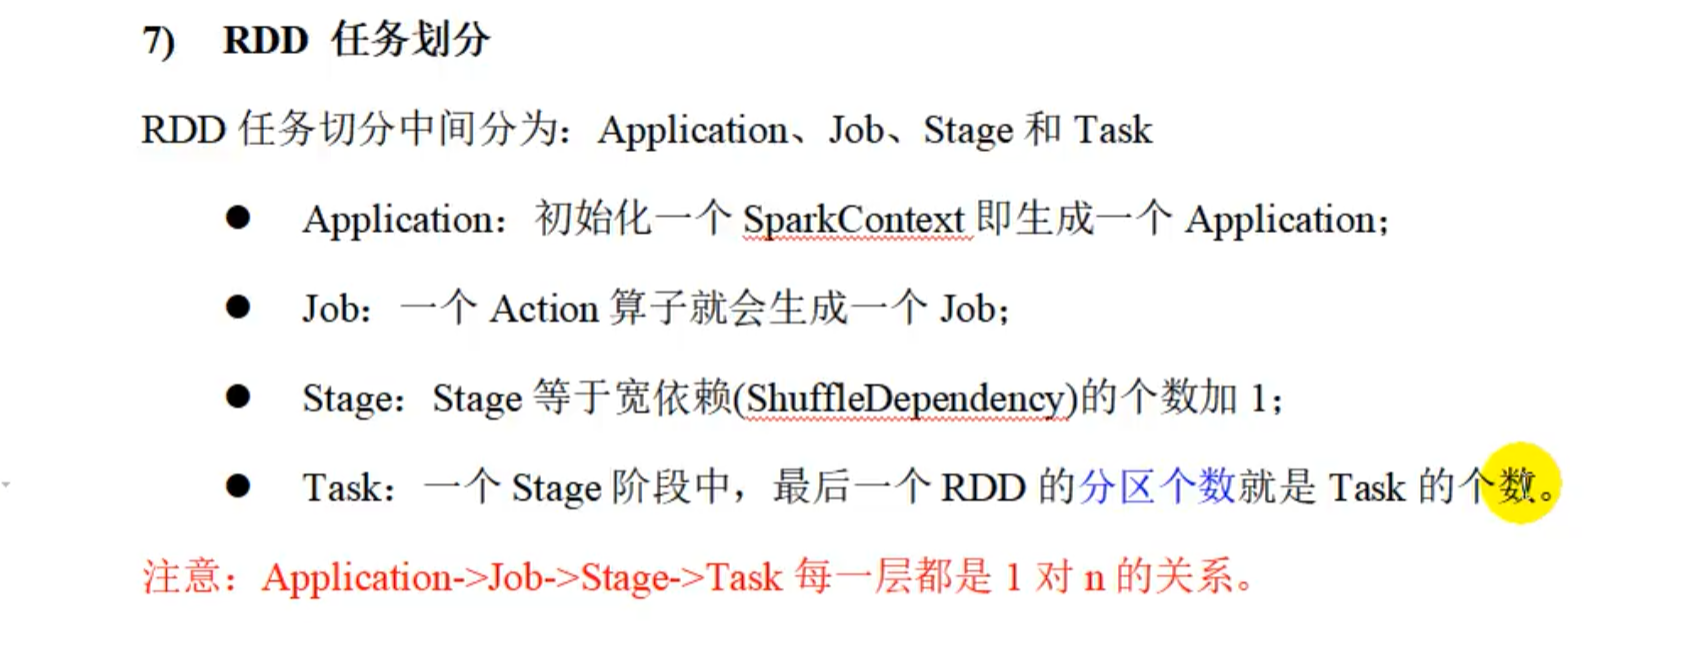 7) RDD 任务划分
RDD 任务切分中间分为：Application、Job、Stage 和 Task
● Application：初始化一个 SparkContext 即生成一个 Application；
● Job：一个 Action 算子就会生成一个 Job；
● Stage：Stage 等于宽依赖(ShuffleDependency)的个数加 1；
● Task：一个 Stage 阶段中，最后一个 RDD 的分区个数就是 Task 的个数。
注意：Application->Job->Stage->Task 每一层都是 1 对 n 的关系。